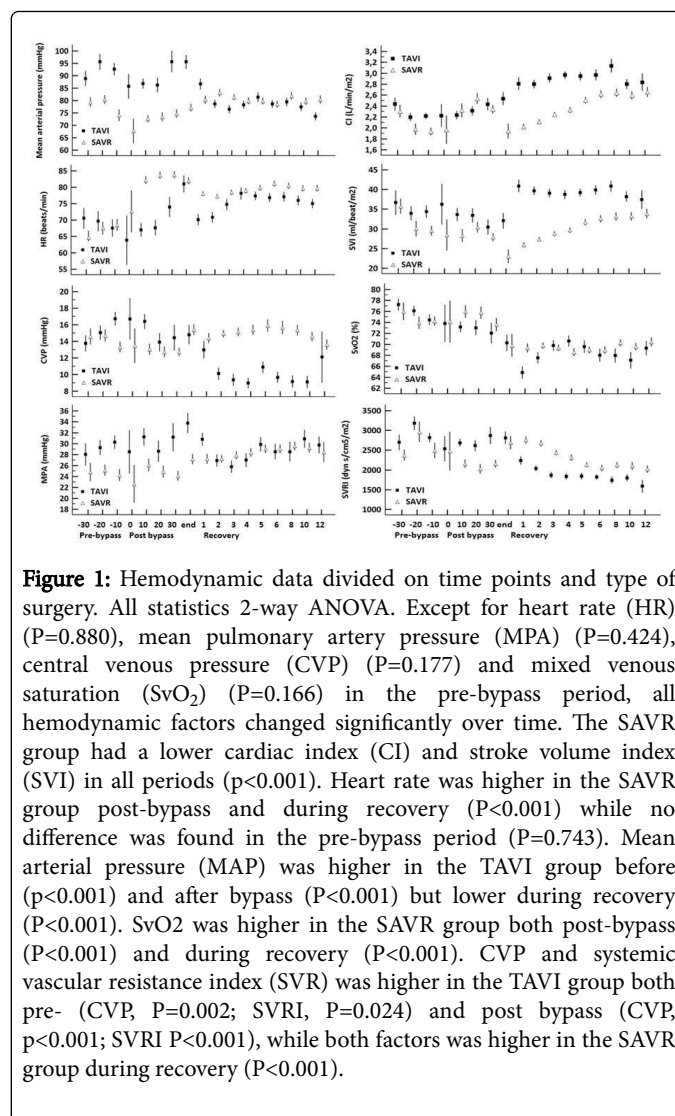 Mean arterial pressure (mmHg)
100
95
90
85
80
75
70
65
60
TAVI
SAVR
CI (L/min/m2)
3,4
3,2
3,0
2,8
2,6
2,4
2,2
2,0
1,8
1,6
TAVI
SAVR
HR (beats/min)
85
80
75
70
65
60
55
TAVI
SAVR
SVI (ml/beat/m2)
40
35
30
25
20
TAVI
SAVR
CVP (mmHg)
18
16
14
12
10
8
TAVI
SAVR
SvO2 (%)
78
76
74
72
70
68
66
64
62
TAVI
SAVR
MPA (mmHg)
36
34
32
30
28
26
24
22
20
18
TAVI
SAVR
SVRI (dyn s/cm5/m2)
3500
3000
2500
2000
1500
1000
TAVI
SAVR
-30 -20 -10 0 10 20 30 end 1 2 3 4 5 6 8 10 12
Pre-bypass Post bypass Recovery
-30 -20 -10 0 10 20 30 end 1 2 3 4 5 6 8 10 12
Pre-bypass Post bypass Recovery
Figure 1: Hemodynamic data divided on time points and type of
surgery. All statistics 2-way ANOVA. Except for heart rate (HR)
(P=0.880), mean pulmonary artery pressure (MPA) (P=0.424),
central venous pressure (CVP) (P=0.177) and mixed venous
saturation (SvO₂) (P=0.166) in the pre-bypass period, all
hemodynamic factors changed significantly over time. The SAVR
group had a lower cardiac index (CI) and stroke volume index
(SVI) in all periods (p<0.001). Heart rate was higher in the SAVR
group post-bypass and during recovery (P<0.001) while no
difference was found in the pre-bypass period (P=0.743). Mean
arterial pressure (MAP) was higher in the TAVI group before
(p<0.001) and after bypass (P<0.001) but lower during recovery
(P<0.001). SvO2 was higher in the SAVR group both post-bypass
(P<0.001) and during recovery (P<0.001). CVP and systemic
vascular resistance index (SVR) was higher in the TAVI group both
pre- (CVP, P=0.002; SVRI, P=0.024) and post bypass (CVP,
p<0.001; SVRI P<0.001), while both factors was higher in the SAVR
group during recovery (P<0.001).